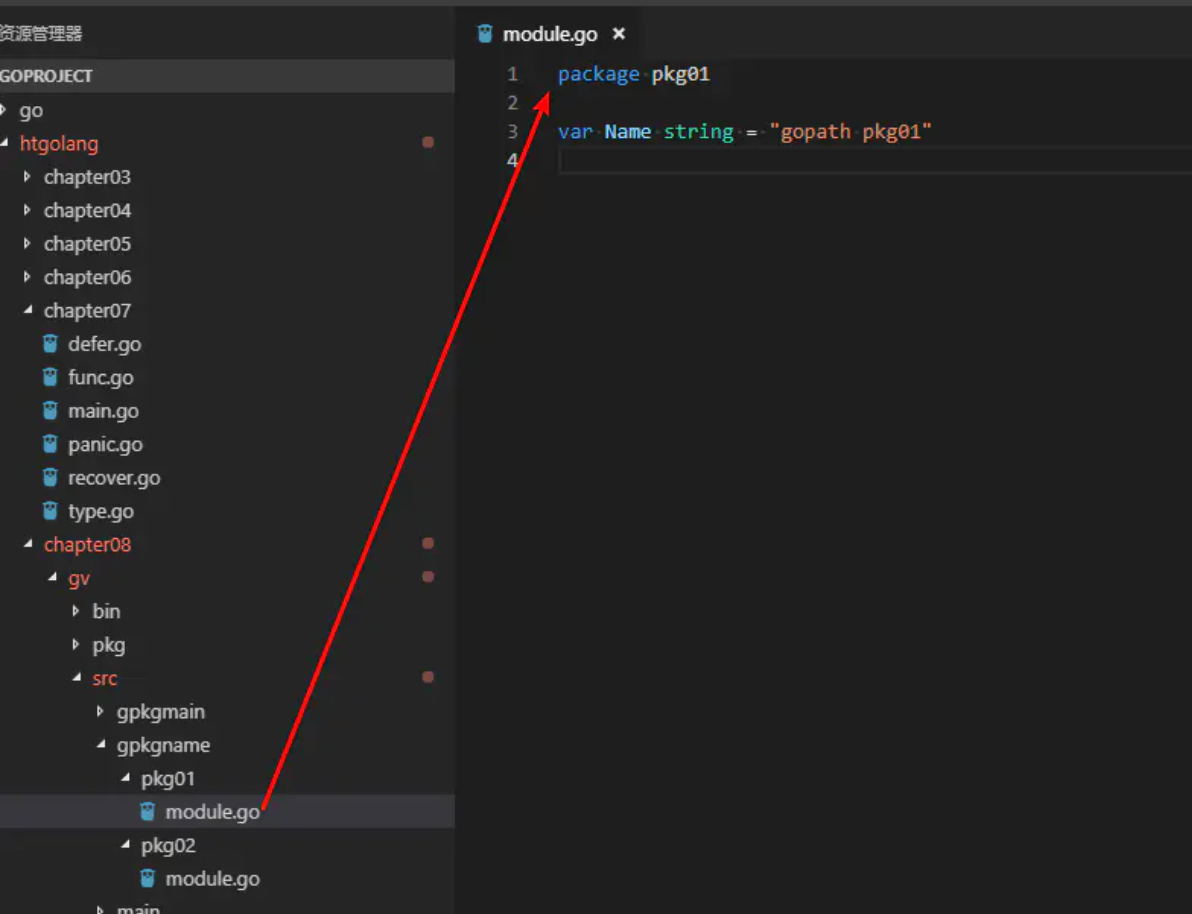 资源管理器
GOPROJECT
go
htgolang
chapter03
chapter04
chapter05
chapter06
chapter07
defer.go
func.go
main.go
panic.go
recover.go
type.go
chapter08
gv
bin
pkg
src
gpkgmain
gpkgname
pkg01
module.go
pkg02
module.go
main
module.go ×
1 package pkg01
2
3 var Name string = "gopath pkg01"
4